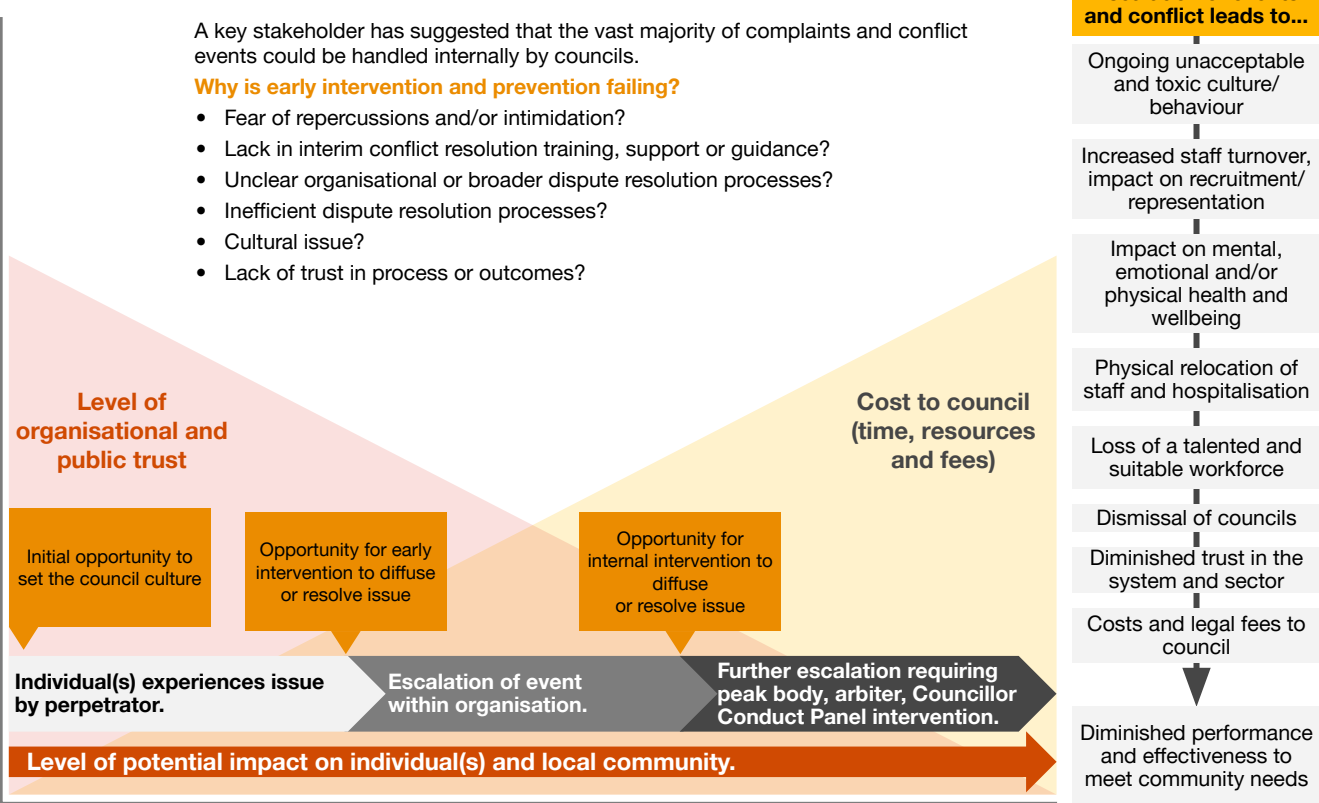 A key stakeholder has suggested that the vast majority of complaints and conflict
events could be handled internally by councils.
Why is early intervention and prevention failing?
• Fear of repercussions and/or intimidation?
• Lack in interim conflict resolution training, support or guidance?
• Unclear organisational or broader dispute resolution processes?
• Inefficient dispute resolution processes?
• Cultural issue?
• Lack of trust in process or outcomes?
Level of
organisational and
public trust
Cost to council
(time, resources
and fees)
Initial opportunity to
set the council culture
Opportunity for early
intervention to diffuse
or resolve issue
Opportunity for
internal intervention to
diffuse
or resolve issue
Individual(s) experiences issue
by perpetrator.
Escalation of event
within organisation.
Further escalation requiring
peak body, arbiter, Councillor
Conduct Panel intervention.
Level of potential impact on individual(s) and local community.
and conflict leads to...
Ongoing unacceptable
and toxic culture/
behaviour
Increased staff turnover,
impact on recruitment/
representation
Impact on mental,
emotional and/or
physical health and
wellbeing
Physical relocation of
staff and hospitalisation
Loss of a talented and
suitable workforce
Dismissal of councils
Diminished trust in the
system and sector
Costs and legal fees to
council
Diminished performance
and effectiveness to
meet community needs